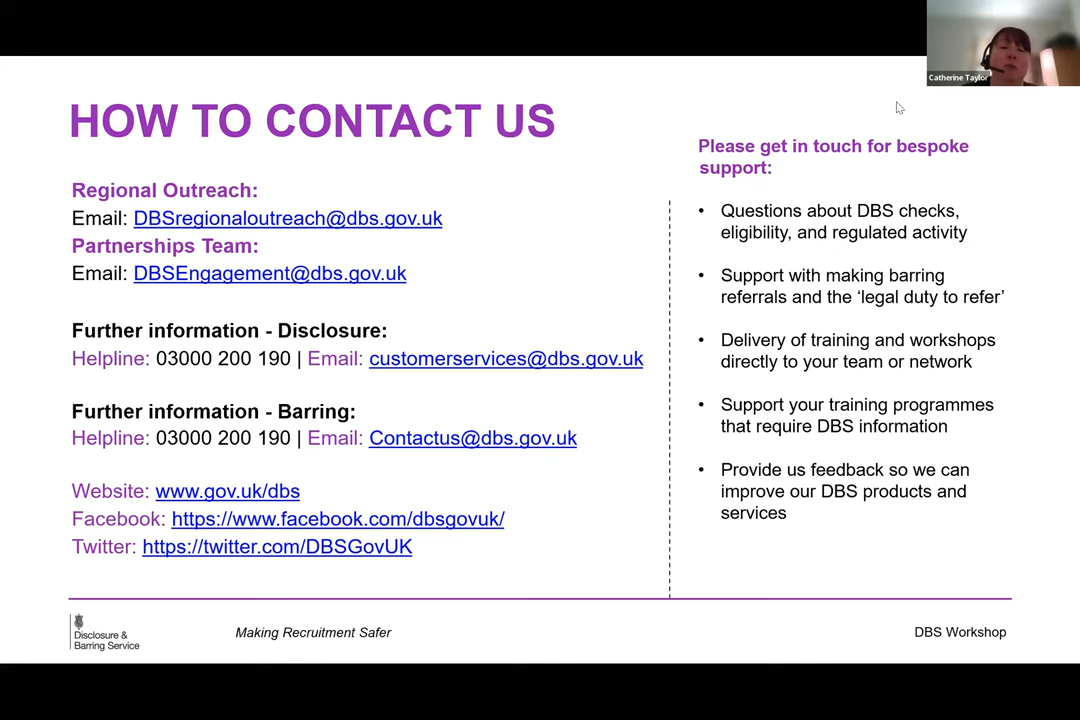 Catherine Taylor
HOW TO CONTACT US
Regional Outreach:
Email: DBSregionaloutreach@dbs.gov.uk
Partnerships Team:
Email: DBSEngagement@dbs.gov.uk
Further information - Disclosure:
Helpline: 03000 200 190 | Email: customerservices@dbs.gov.uk
Further information - Barring:
Helpline: 03000 200 190 | Email: Contactus@dbs.gov.uk
Website: www.gov.uk/dbs
Facebook: https://www.facebook.com/dbsgovuk/
Twitter: https://twitter.com/DBSGovUK
Please get in touch for bespoke
support:
• Questions about DBS checks,
eligibility, and regulated activity
• Support with making barring
referrals and the ‘legal duty to refer’
• Delivery of training and workshops
directly to your team or network
• Support your training programmes
that require DBS information
• Provide us feedback so we can
improve our DBS products and
services
Disclosure &
Barring Service
Making Recruitment Safer
DBS Workshop